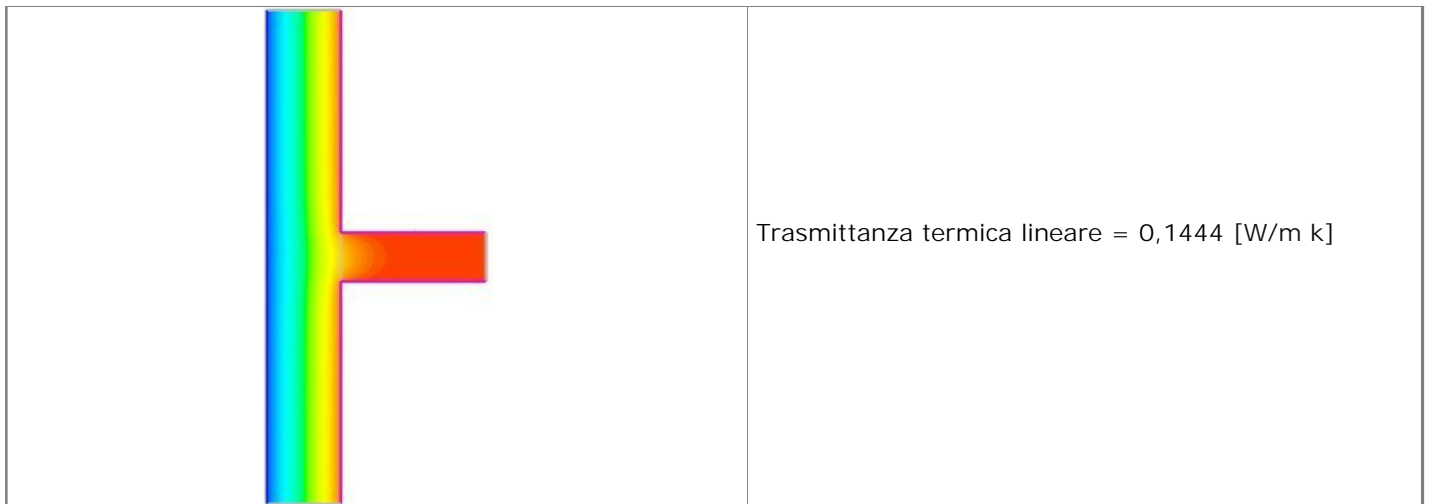 Trasmittanza termica lineare = 0,1444 [W/m k]